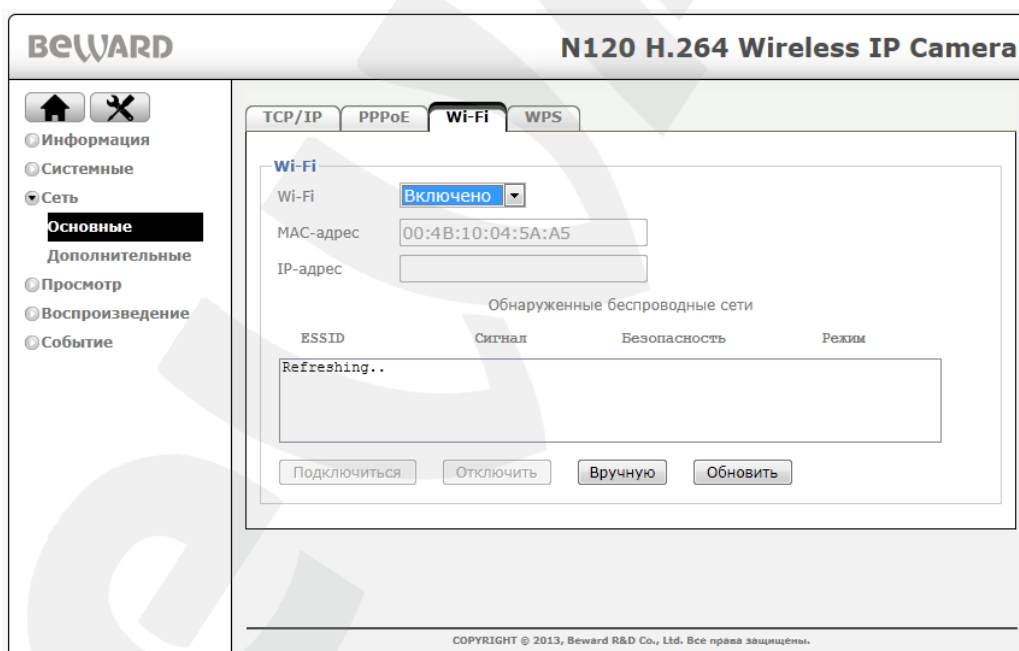 BEWARD
N120 H.264 Wireless IP Camera
TCP/IP PPPoE Wi-Fi WPS
Информация
Системные
Сеть
Основные
Дополнительные
Просмотр
Воспроизведение
Событие
Wi-Fi
Wi-Fi Включено
MAC-адрес 00:4B:10:04:5A:A5
IP-адрес
Обнаруженные беспроводные сети
ESSID Сигнал Безопасность Режим
Refreshing..
Подключиться Отключить Вручную Обновить
COPYRIGHT © 2013, Beward R&D Co., Ltd. Все права защищены.